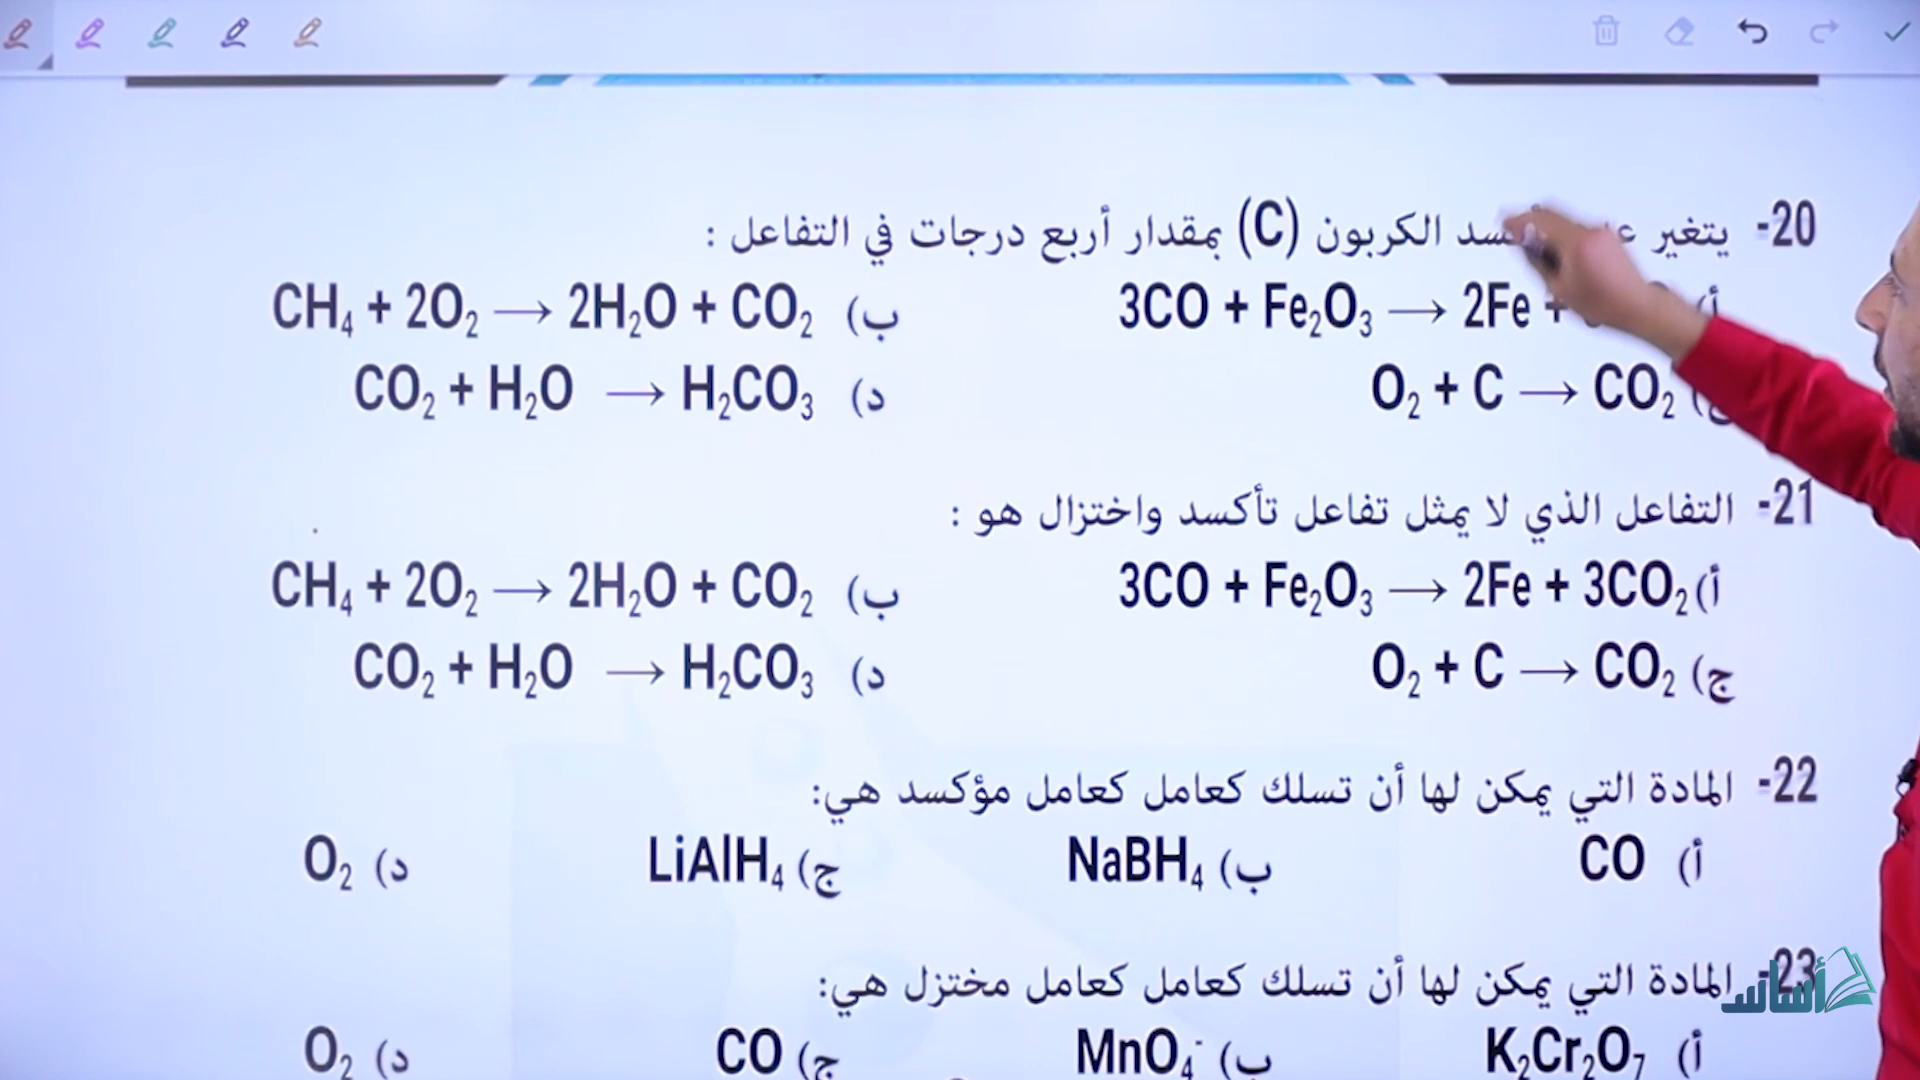 20- يتغير عدد تأكسد الكربون (C) بمقدار أربع درجات في التفاعل :
أ) 3CO + Fe₂O₃ → 2Fe +
ب) CH₄ + 2O₂ → 2H₂O + CO₂
ج) O₂ + C → CO₂
د) CO₂ + H₂O → H₂CO₃
21- التفاعل الذي لا يمثل تفاعل تأكسد واختزال هو :
أ) 3CO + Fe₂O₃ → 2Fe + 3CO₂
ب) CH₄ + 2O₂ → 2H₂O + CO₂
ج) O₂ + C → CO₂
د) CO₂ + H₂O → H₂CO₃
22- المادة التي يمكن لها أن تسلك كعامل كعامل مؤكسد هي:
أ) CO
ب) NaBH₄
ج) LiAlH₄
د) O₂
23- المادة التي يمكن لها أن تسلك كعامل كعامل مختزل هي:
أ) K₂Cr₂O₇
ب) MnO₄⁻
ج) CO
د) O₂
أساس